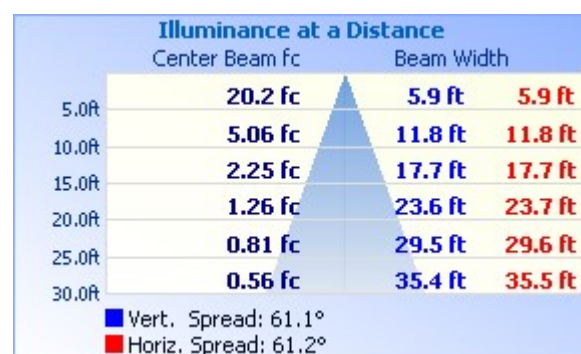 Illuminance at a Distance
Center Beam fc Beam Width
5.0ft 20.2 fc 5.9 ft 5.9 ft
10.0ft 5.06 fc 11.8 ft 11.8 ft
15.0ft 2.25 fc 17.7 ft 17.7 ft
20.0ft 1.26 fc 23.6 ft 23.7 ft
25.0ft 0.81 fc 29.5 ft 29.6 ft
30.0ft 0.56 fc 35.4 ft 35.5 ft
Vert. Spread: 61.1°
Horiz. Spread: 61.2°